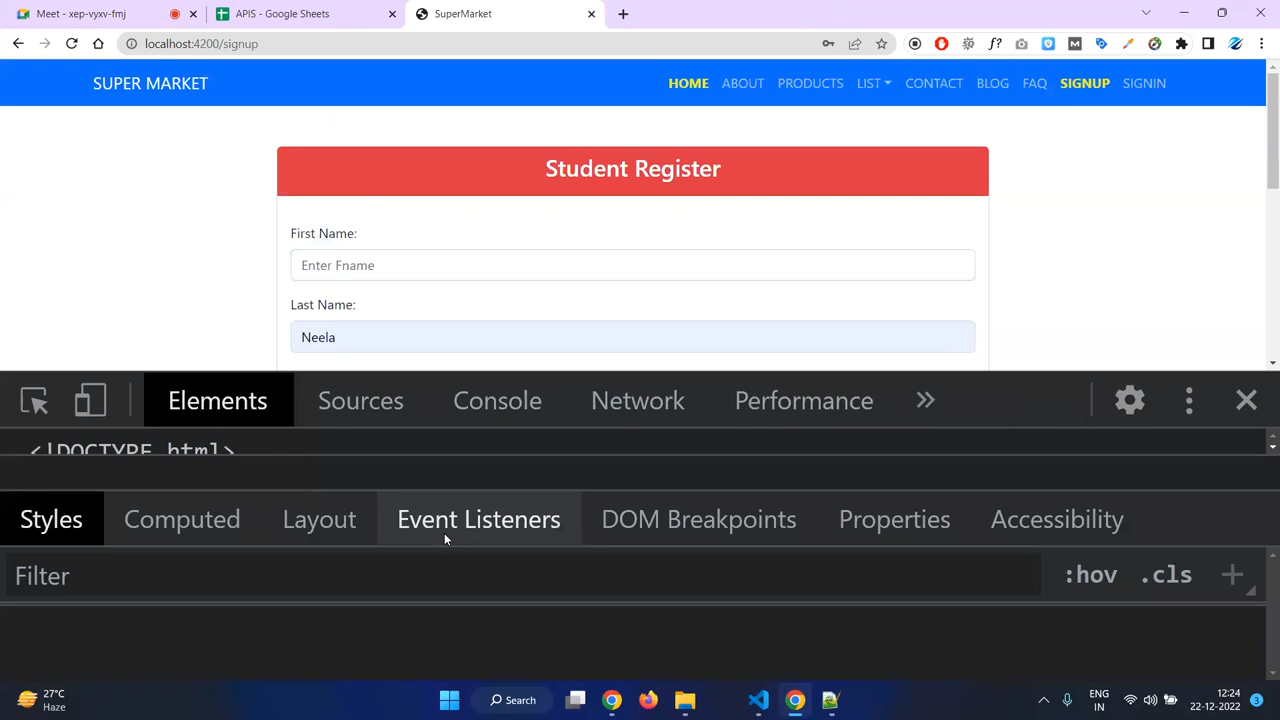 Meet - xep-vyxv-fmj
APIS - Google Sheets
SuperMarket
localhost:4200/signup
SUPER MARKET
HOME ABOUT PRODUCTS LIST CONTACT BLOG FAQ SIGNUP SIGNIN
Student Register
First Name:
Enter Fname
Last Name:
Neela
Elements Sources Console Network Performance »
<!DOCTYPE html>
Styles Computed Layout Event Listeners DOM Breakpoints Properties Accessibility
Filter :hov .cls +
27°C
Haze
Search
ENG
IN
12:24
22-12-2022
3